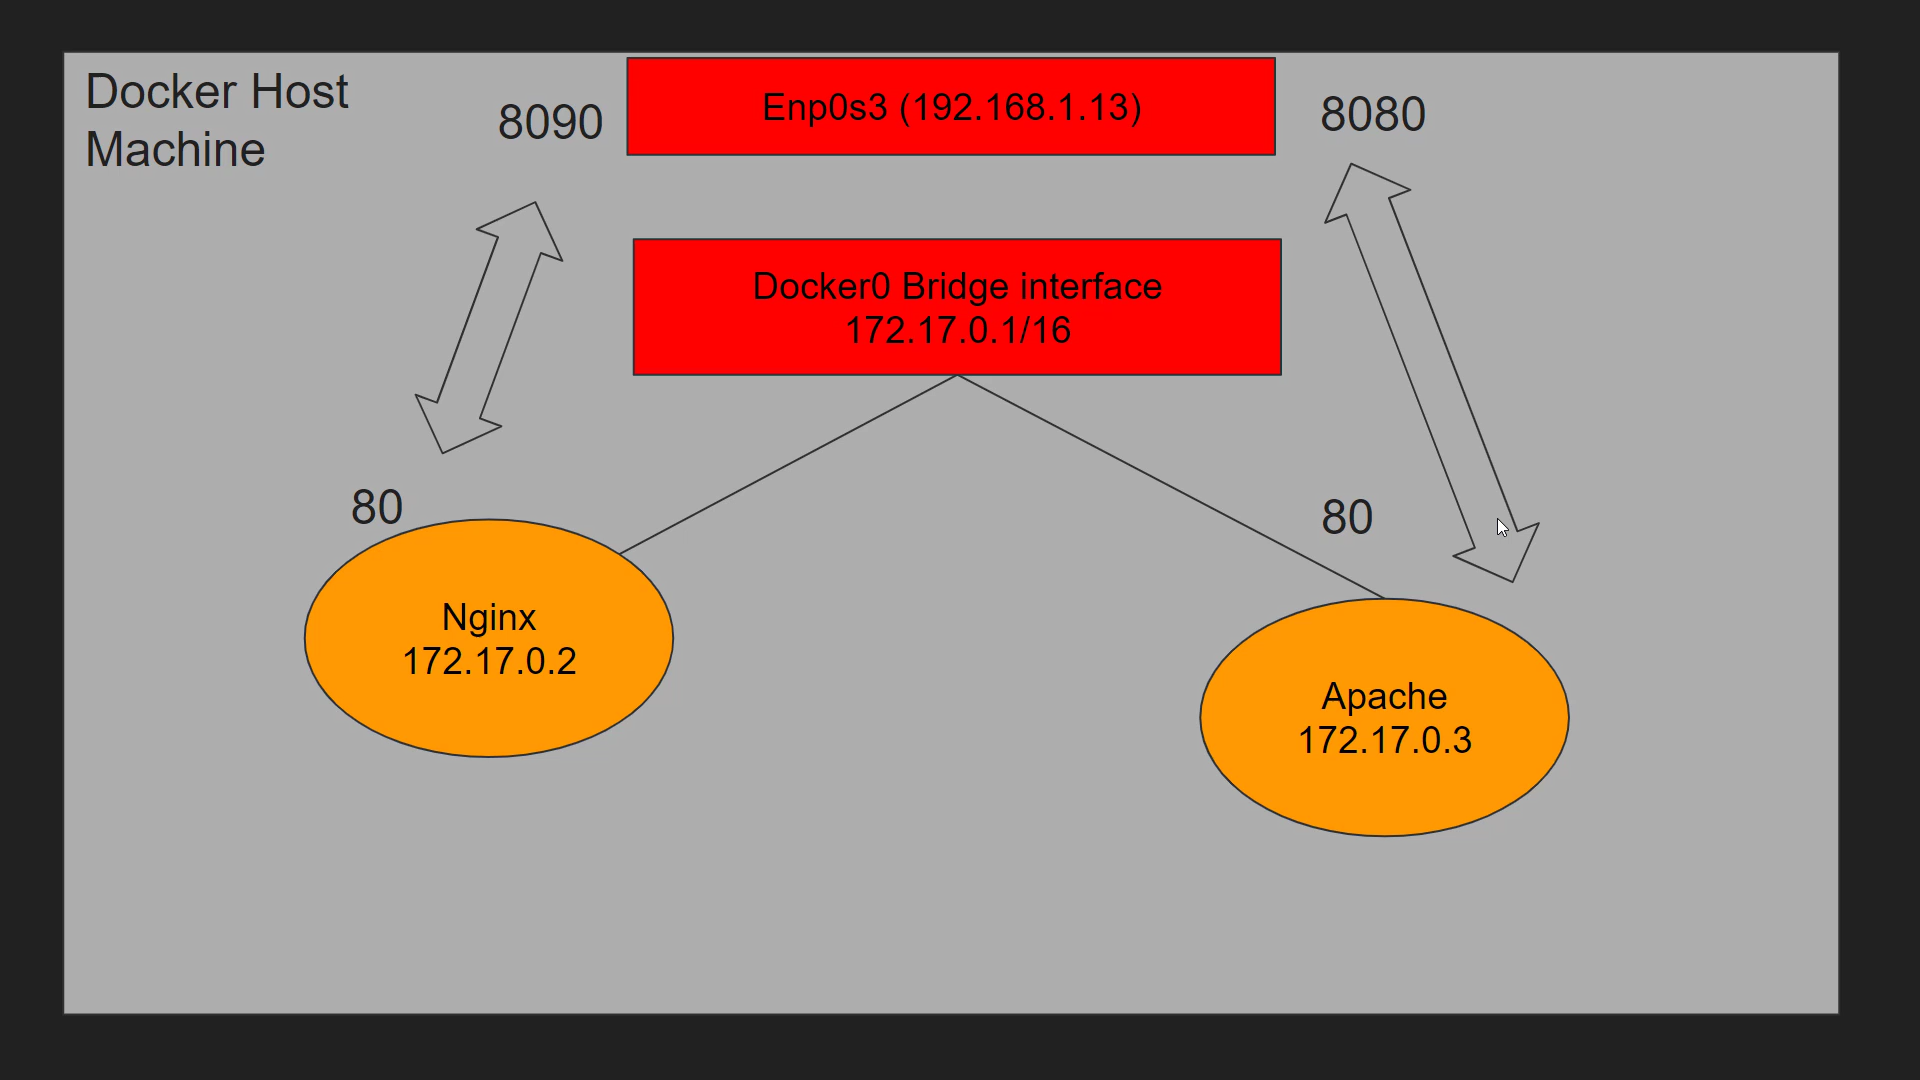 Docker Host
Machine
8090
Enp0s3 (192.168.1.13)
8080
Docker0 Bridge interface
172.17.0.1/16
80
80
Nginx
172.17.0.2
Apache
172.17.0.3